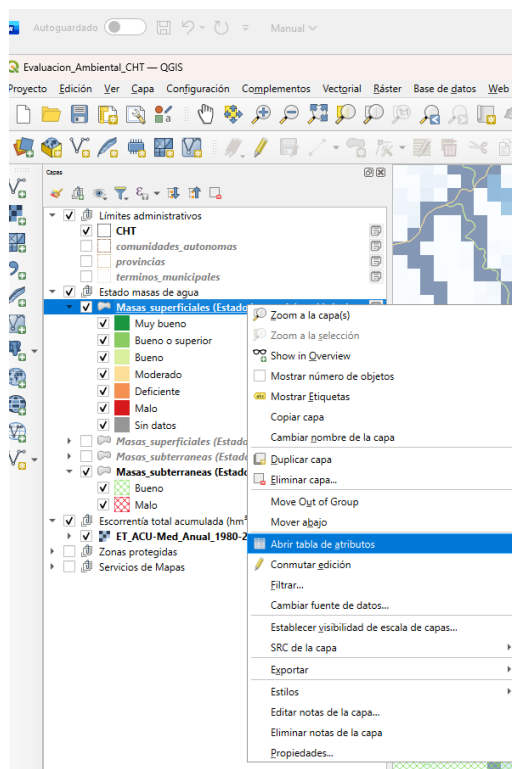 Autoguardado
Manual
Evaluacion_Ambiental_CHT — QGIS
Proyecto Edición Ver Capa Configuración Complementos Vectorial Ráster Base de datos Web
Capas
Límites administrativos
CHT
comunidades_autonomas
provincias
terminos_municipales
Estado masas de agua
Masas_superficiales (Estado
Muy bueno
Bueno o superior
Bueno
Moderado
Deficiente
Malo
Sin datos
Masas_superficiales (Estado
Masas_subterraneas (Estado
Masas_subterraneas (Estado
Bueno
Malo
Escorrentía total acumulada (hm³
ET_ACU-Med_Anual_1980-2
Zonas protegidas
Servicios de Mapas
Zoom a la capa(s)
Zoom a la selección
Show in Overview
Mostrar número de objetos
abc Mostrar Etiquetas
Copiar capa
Cambiar nombre de la capa
Duplicar capa
Eliminar capa...
Move Out of Group
Mover abajo
Abrir tabla de atributos
Conmutar edición
Filtrar...
Cambiar fuente de datos...
Establecer visibilidad de escala de capas...
SRC de la capa
Exportar
Estilos
Editar notas de la capa...
Eliminar notas de la capa
Propiedades...